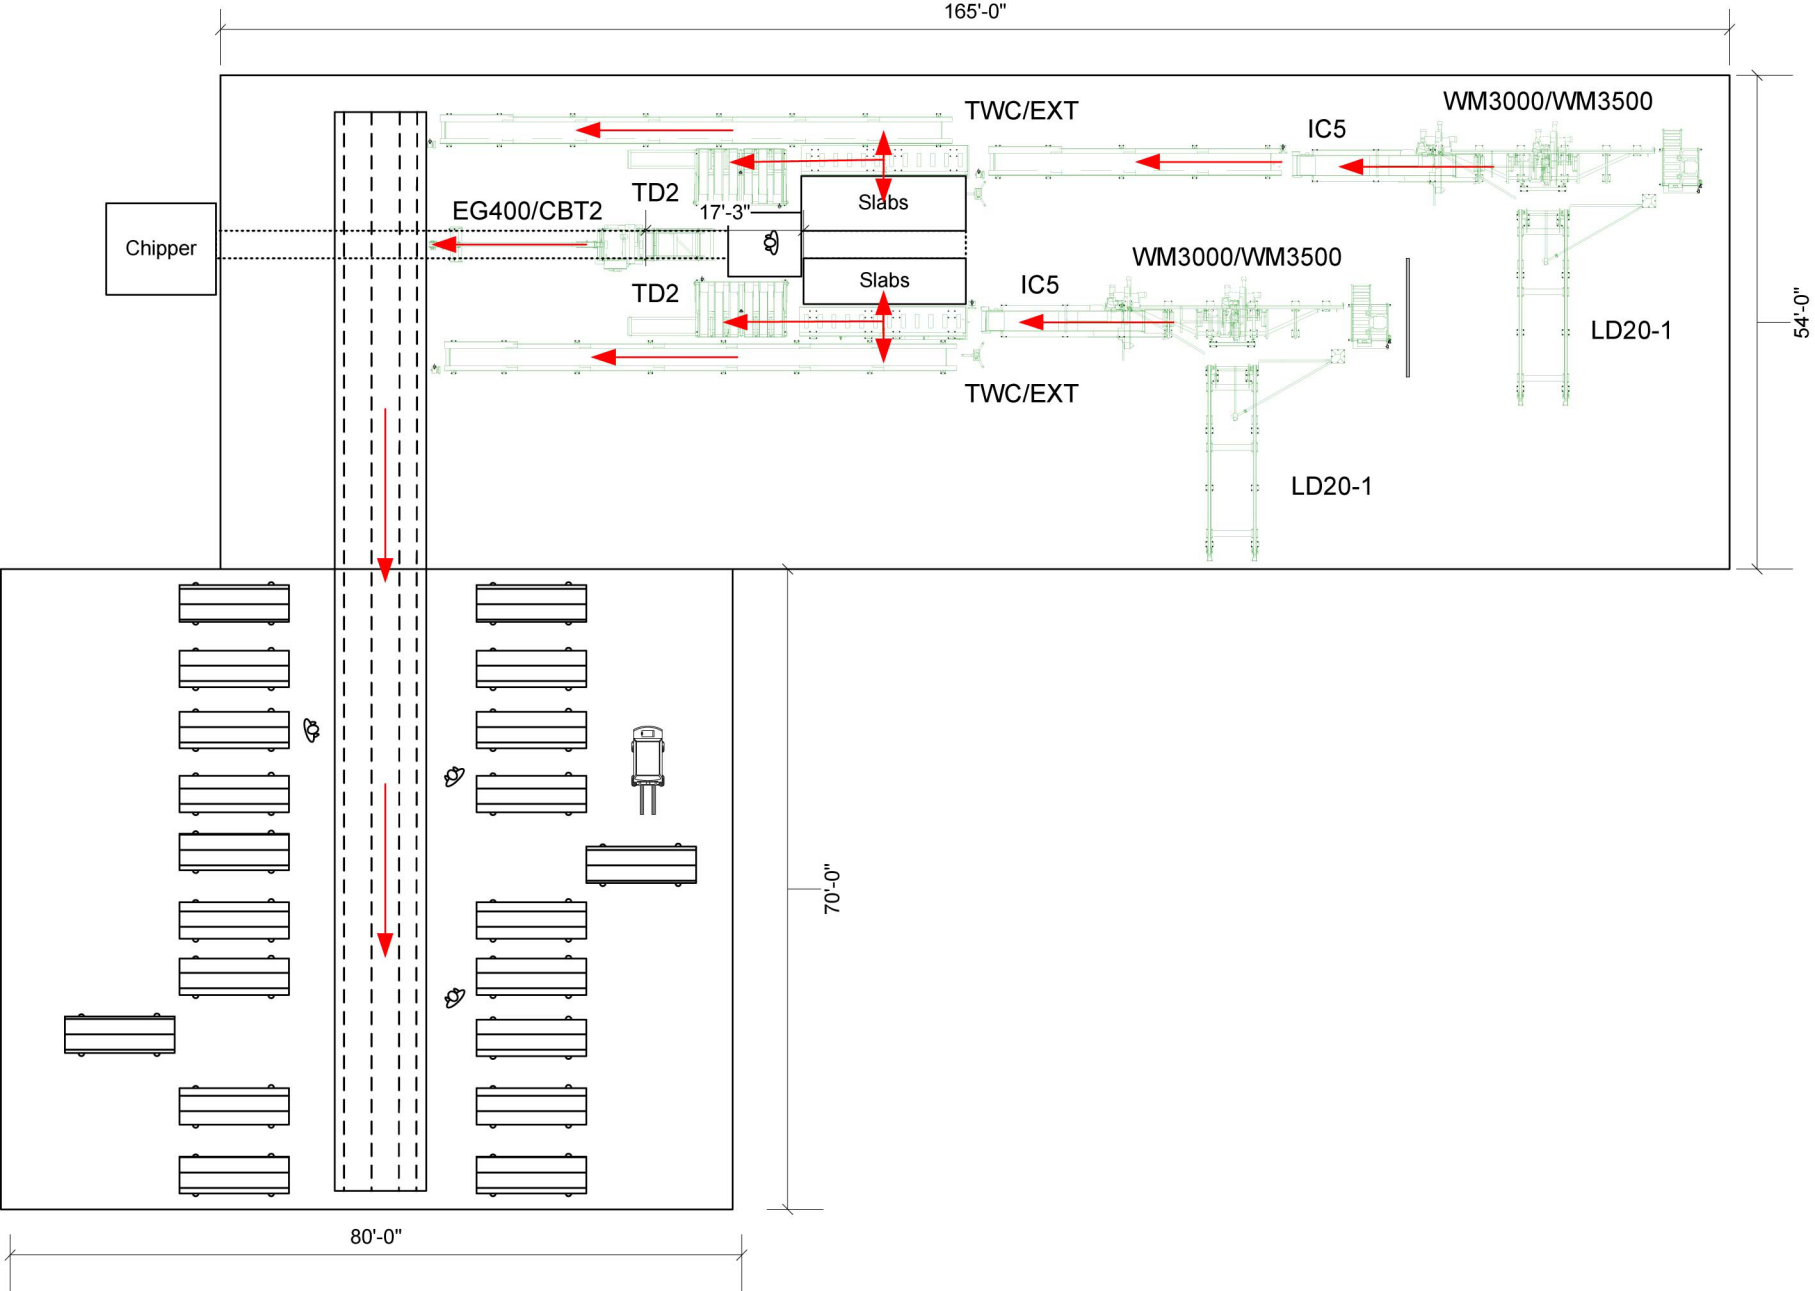 165'-0"
WM3000/WM3500
TWC/EXT
IC5
TD2
Slabs
17'-3"
EG400/CBT2
Chipper
WM3000/WM3500
Slabs
TD2
IC5
54'-0"
LD20-1
TWC/EXT
LD20-1
70'-0"
80'-0"